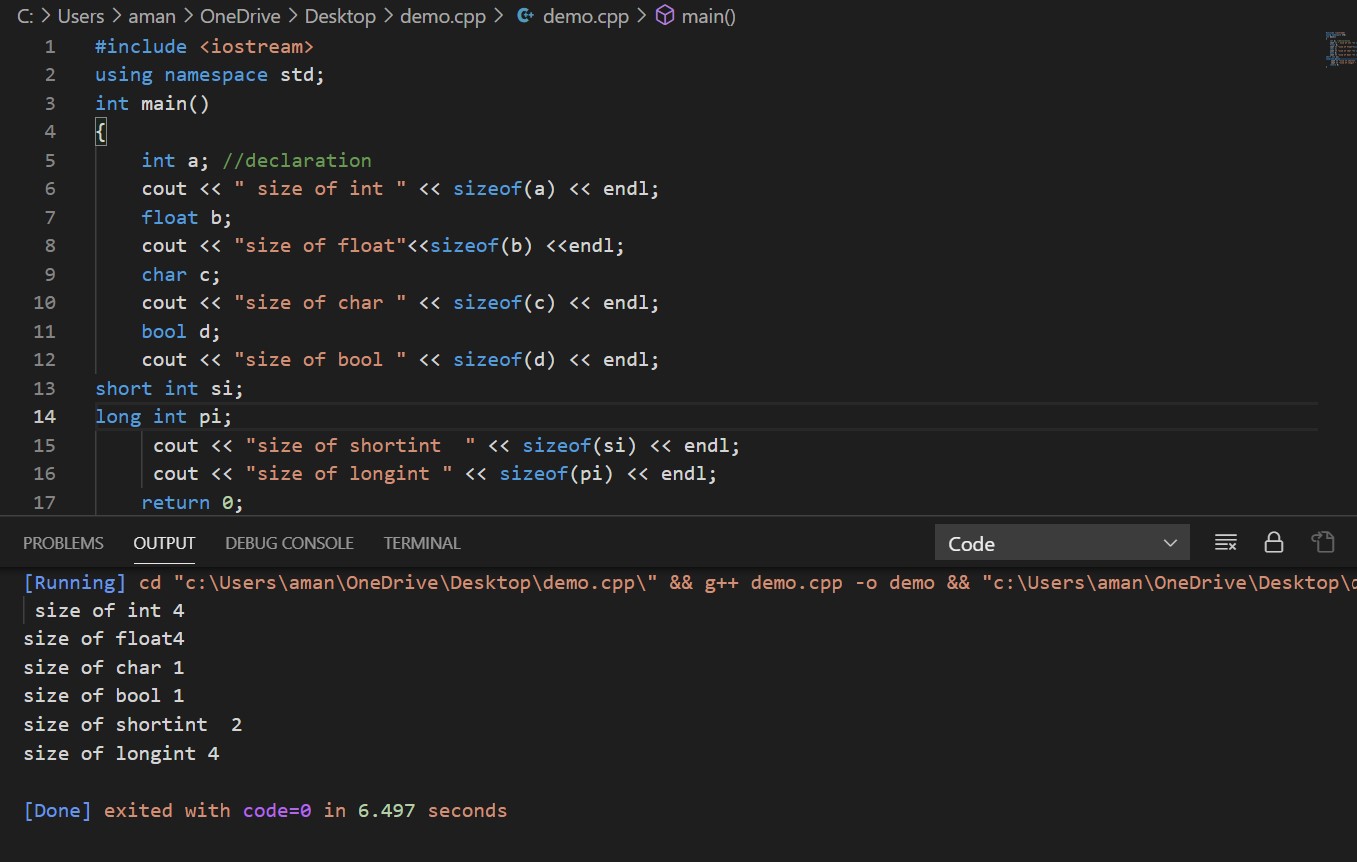 C: > Users > aman > OneDrive > Desktop > demo.cpp > demo.cpp > main()
1 #include <iostream>
2 using namespace std;
3 int main()
4 {
5     int a; //declaration
6     cout << " size of int " << sizeof(a) << endl;
7     float b;
8     cout << "size of float"<<sizeof(b) <<endl;
9     char c;
10     cout << "size of char " << sizeof(c) << endl;
11     bool d;
12     cout << "size of bool " << sizeof(d) << endl;
13 short int si;
14 long int pi;
15      cout << "size of shortint  " << sizeof(si) << endl;
16      cout << "size of longint " << sizeof(pi) << endl;
17     return 0;
PROBLEMS OUTPUT DEBUG CONSOLE TERMINAL Code
[Running] cd "c:\Users\aman\OneDrive\Desktop\demo.cpp\" && g++ demo.cpp -o demo && "c:\Users\aman\OneDrive\Desktop\
 size of int 4
size of float4
size of char 1
size of bool 1
size of shortint  2
size of longint 4
[Done] exited with code=0 in 6.497 seconds